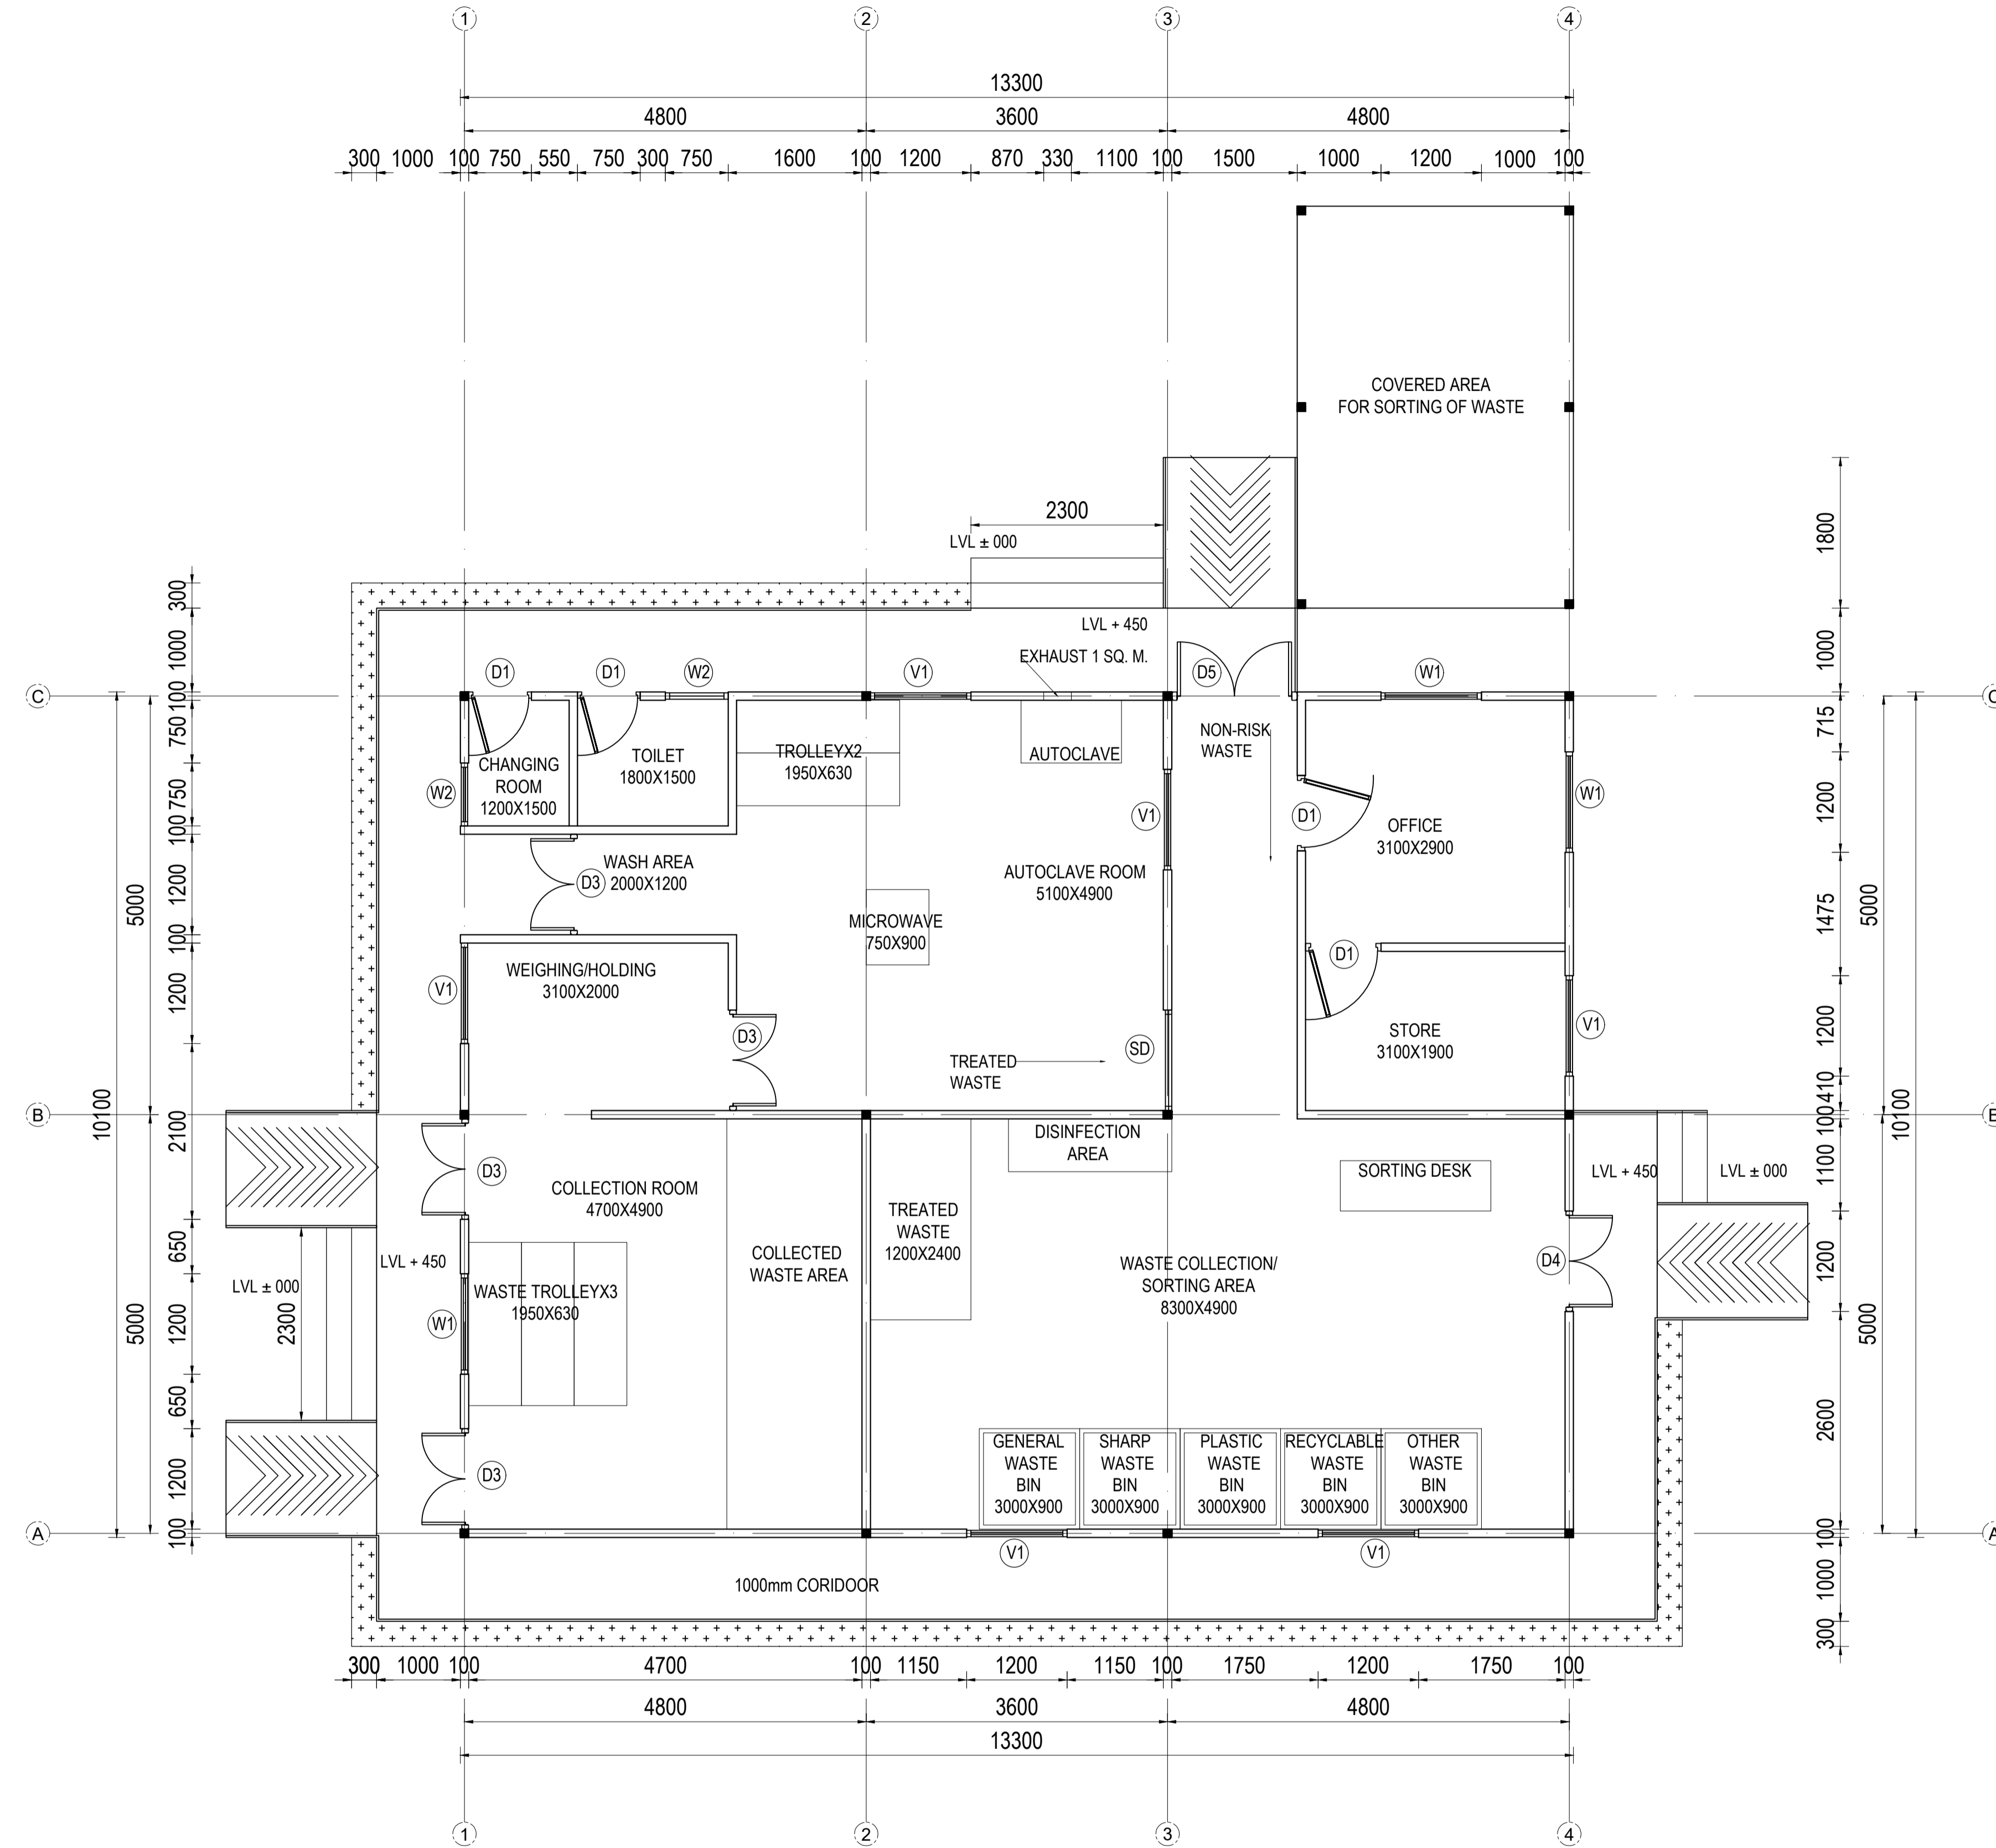 1 2 3 4
13300
4800 3600 4800
300 1000 100 750 550 750 300 750 1600 100 1200 870 330 1100 100 1500 1000 1200 1000 100
COVERED AREA
FOR SORTING OF WASTE
2300
LVL ± 000
1800
300
LVL + 450
EXHAUST 1 SQ. M.
1000
1000
D1 D1 W2 V1 D5 W1
C
C
100
100
NON-RISK
WASTE
750
715
TROLLEYX2
1950X630
AUTOCLAVE
TOILET
1800X1500
CHANGING
ROOM
1200X1500
W2
750
W1
1200
V1
D1
100
OFFICE
3100X2900
WASH AREA
2000X1200
D3
AUTOCLAVE ROOM
5100X4900
1200
5000
5000
MICROWAVE
750X900
1475
100
D1
WEIGHING/HOLDING
3100X2000
V1
1200
D3
SD
STORE
3100X1900
V1
1200
TREATED
WASTE
410
10100
10100
B
B
2100
100
DISINFECTION
AREA
1100
D3
SORTING DESK
LVL + 450
LVL ± 000
COLLECTION ROOM
4700X4900
TREATED
WASTE
1200X2400
COLLECTED
WASTE AREA
WASTE COLLECTION/
SORTING AREA
8300X4900
D4
1200
650
LVL + 450
LVL ± 000
2300
WASTE TROLLEYX3
1950X630
W1
1200
5000
5000
650
2600
GENERAL
WASTE
BIN
3000X900
SHARP
WASTE
BIN
3000X900
PLASTIC
WASTE
BIN
3000X900
RECYCLABLE
WASTE
BIN
3000X900
OTHER
WASTE
BIN
3000X900
D3
1200
A
A
100
100
V1 V1
1000mm CORIDOOR
1000
300
300 1000 100 4700 100 1150 1200 1150 100 1750 1200 1750 100
4800 3600 4800
13300
1 2 3 4